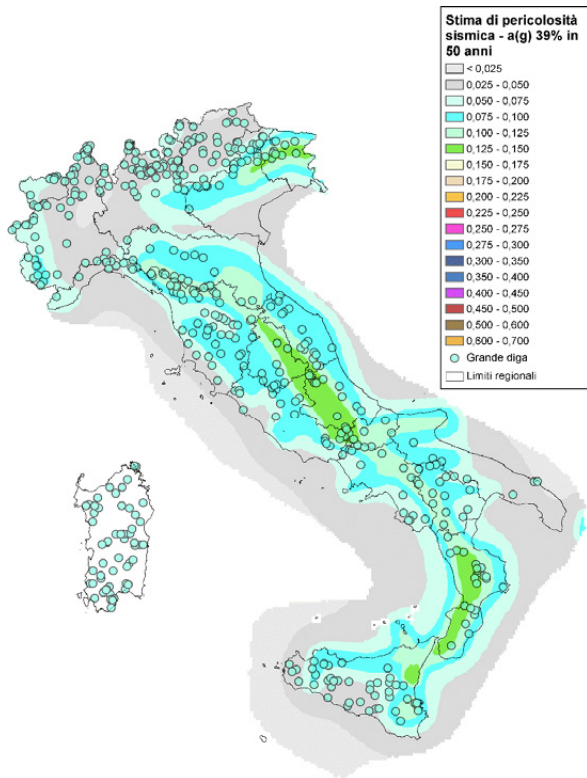 Stima di pericolosità
sismica - a(g) 39% in
50 anni
< 0,025
0,025 - 0,050
0,050 - 0,075
0,075 - 0,100
0,100 - 0,125
0,125 - 0,150
0,150 - 0,175
0,175 - 0,200
0,200 - 0,225
0,225 - 0,250
0,250 - 0,275
0,275 - 0,300
0,300 - 0,350
0,350 - 0,400
0,400 - 0,450
0,450 - 0,500
0,500 - 0,600
0,600 - 0,700
Grande diga
Limiti regionali